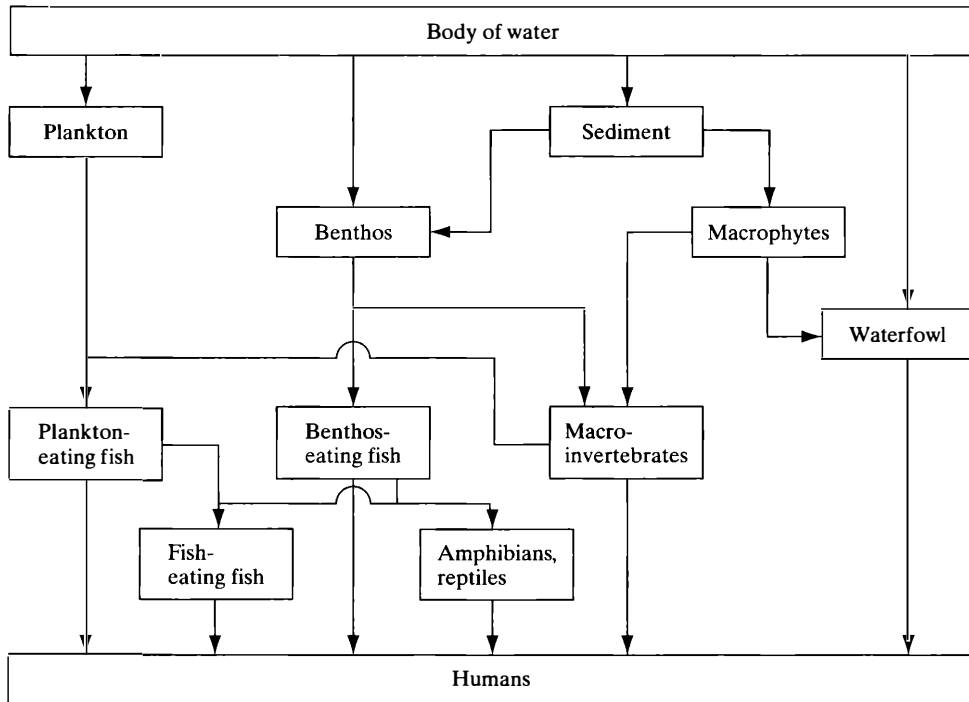 Body of water
Plankton
Sediment
Benthos
Macrophytes
Waterfowl
Plankton-
eating fish
Benthos-
eating fish
Macro-
invertebrates
Fish-
eating fish
Amphibians,
reptiles
Humans